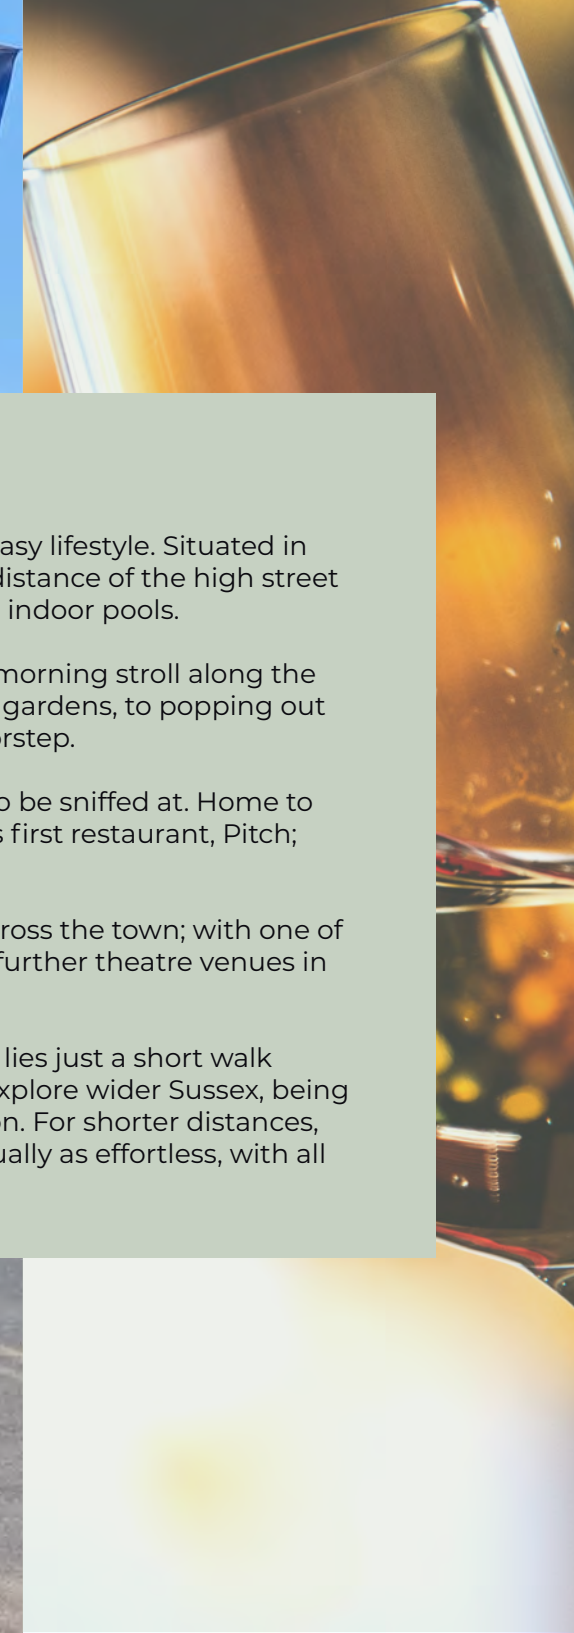 asy lifestyle. Situated in
distance of the high street
indoor pools.
morning stroll along the
gardens, to popping out
rstep.
o be sniffed at. Home to
s first restaurant, Pitch;
ross the town; with one of
further theatre venues in
lies just a short walk
xplore wider Sussex, being
n. For shorter distances,
ually as effortless, with all